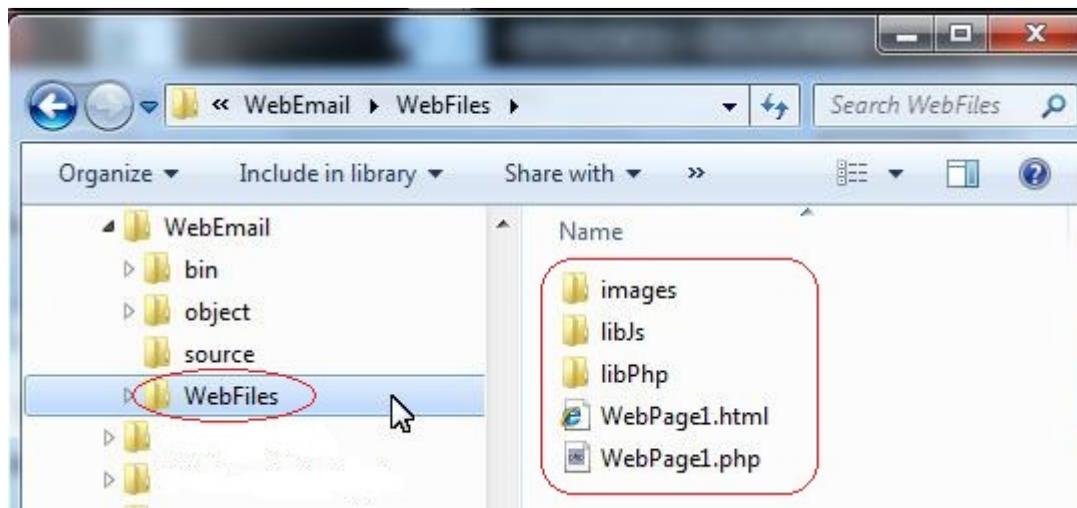 « WebEmail ▸ WebFiles ▸ Search WebFiles
Organize Include in library Share with »
WebEmail
bin
object
source
WebFiles
Name
images
libJs
libPhp
WebPage1.html
WebPage1.php